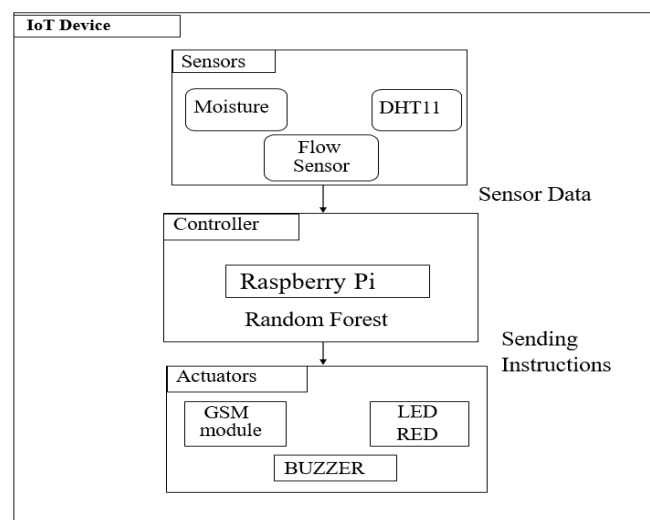 IoT Device
Sensors
Moisture
DHT11
Flow
Sensor
Sensor Data
Controller
Raspberry Pi
Random Forest
Sending
Instructions
Actuators
GSM
module
LED
RED
BUZZER